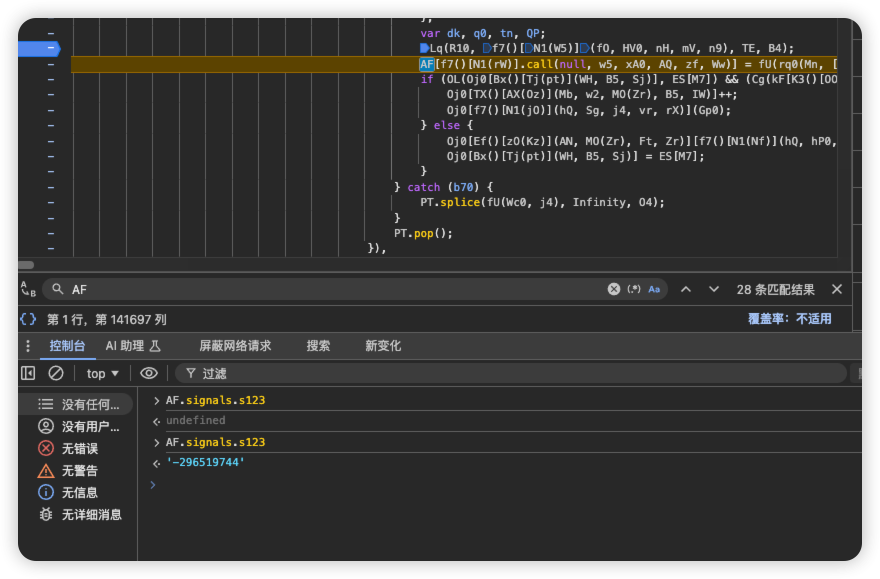 },
var dk, q0, tn, QP;
Lq(R10, f7()[N1(W5)](fO, HV0, nH, mV, n9), TE, B4);
AF[f7()[N1(rW)].call(null, w5, xA0, AQ, zf, Ww)] = fU(rq0(Mn, [
if (OL(Oj0[Bx()[Tj(pt)](WH, B5, Sj)], ES[M7]) && (Cg(kF[K3()[OO
Oj0[TX()[AX(Oz)](Mb, w2, MO(Zr), B5, IW)]++;
Oj0[f7()[N1(jO)](hQ, Sg, j4, vr, rX)](Gp0);
} else {
Oj0[Ef()[zO(Kz)](AN, MO(Zr), Ft, Zr)][f7()[N1(Nf)](hQ, hP0,
Oj0[Bx()[Tj(pt)](WH, B5, Sj)] = ES[M7];
}
} catch (b70) {
PT.splice(fU(Wc0, j4), Infinity, O4);
}
PT.pop();
}),
AF
(.*)
Aa
28 条匹配结果
{} 第 1 行，第 141697 列
覆盖率：不适用
控制台 AI 助理 屏蔽网络请求 搜索 新变化
top
过滤
没有任何...
没有用户...
无错误
无警告
无信息
无详细消息
> AF.signals.s123
undefined
> AF.signals.s123
'-296519744'
>